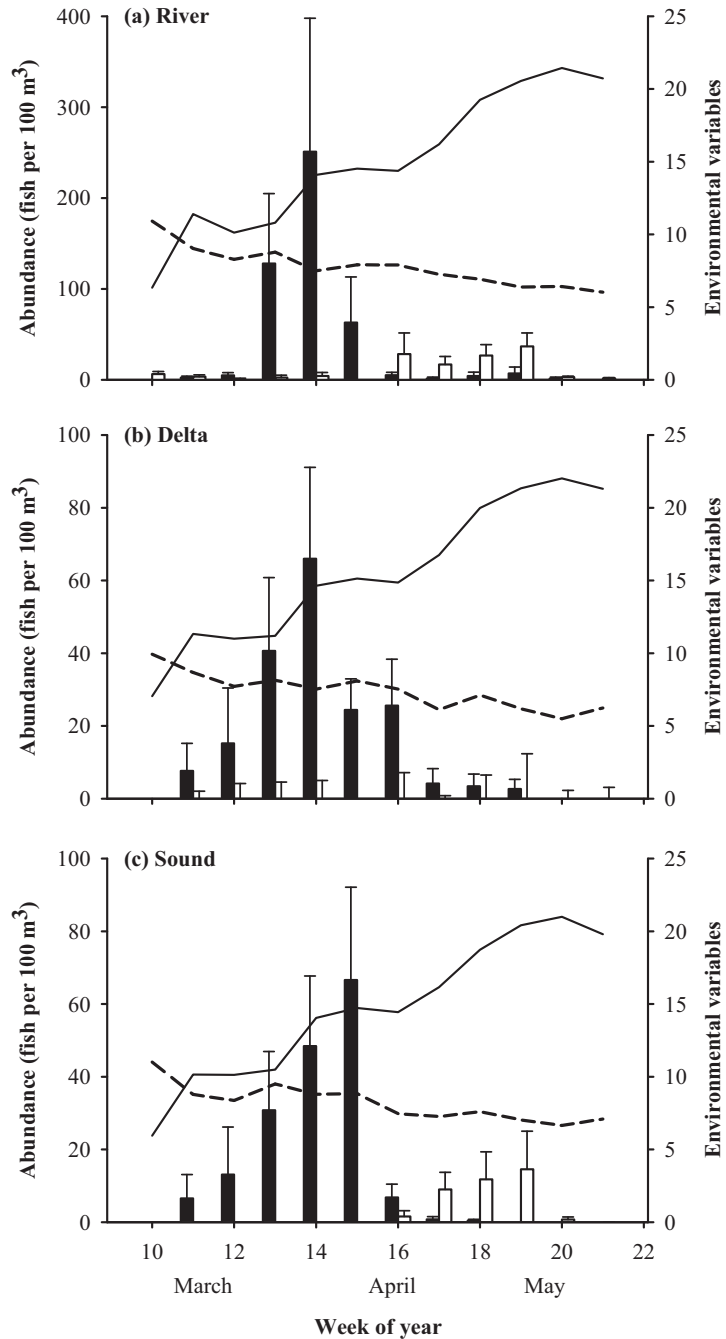 (a) River
400
300
200
100
0
Abundance (fish per 100 m³)
25
20
15
10
5
0
Environmental variables
(b) Delta
100
80
60
40
20
0
Abundance (fish per 100 m³)
25
20
15
10
5
0
Environmental variables
(c) Sound
100
80
60
40
20
0
Abundance (fish per 100 m³)
25
20
15
10
5
0
Environmental variables
10 12 14 16 18 20 22
March April May
Week of year